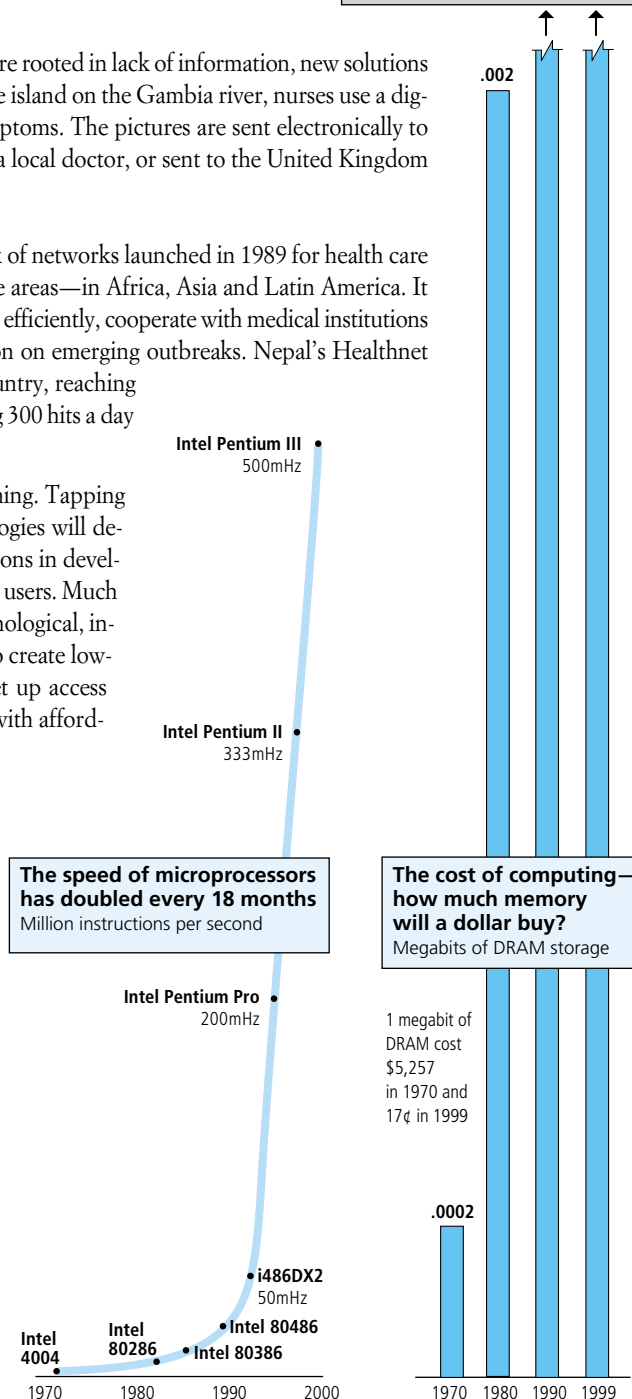 re rooted in lack of information, new solutions
e island on the Gambia river, nurses use a dig-
ptoms. The pictures are sent electronically to
a local doctor, or sent to the United Kingdom
of networks launched in 1989 for health care
e areas—in Africa, Asia and Latin America. It
efficiently, cooperate with medical institutions
on on emerging outbreaks. Nepal's Healthnet
untry, reaching
g 300 hits a day
ning. Tapping
ogies will de-
ons in devel-
users. Much
nological, in-
o create low-
et up access
with afford-
Intel Pentium III
500mHz
Intel Pentium II
333mHz
The speed of microprocessors
has doubled every 18 months
Million instructions per second
Intel Pentium Pro
200mHz
i486DX2
50mHz
Intel 80486
Intel 80386
Intel
80286
Intel
4004
1970 1980 1990 2000
.002
The cost of computing—
how much memory
will a dollar buy?
Megabits of DRAM storage
1 megabit of
DRAM cost
$5,257
in 1970 and
17¢ in 1999
.0002
1970 1980 1990 1999